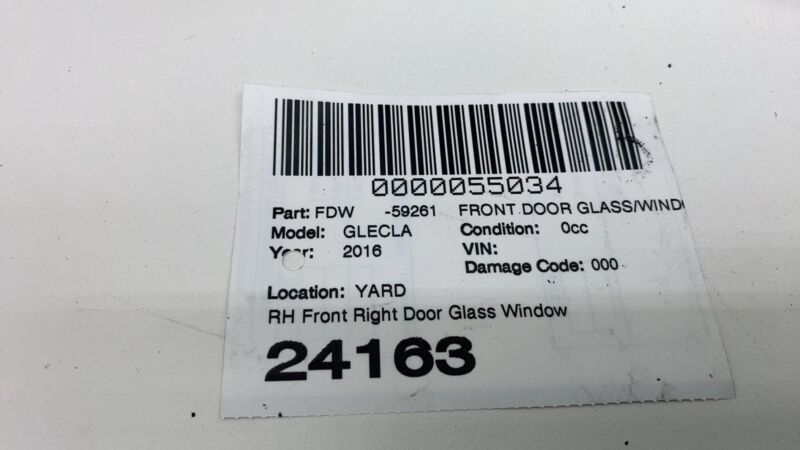 0000055034
Part: FDW -59261 FRONT DOOR GLASS/WIND
Model: GLECLA Condition: 0cc
Year: 2016 VIN:
Damage Code: 000
Location: YARD
RH Front Right Door Glass Window
24163